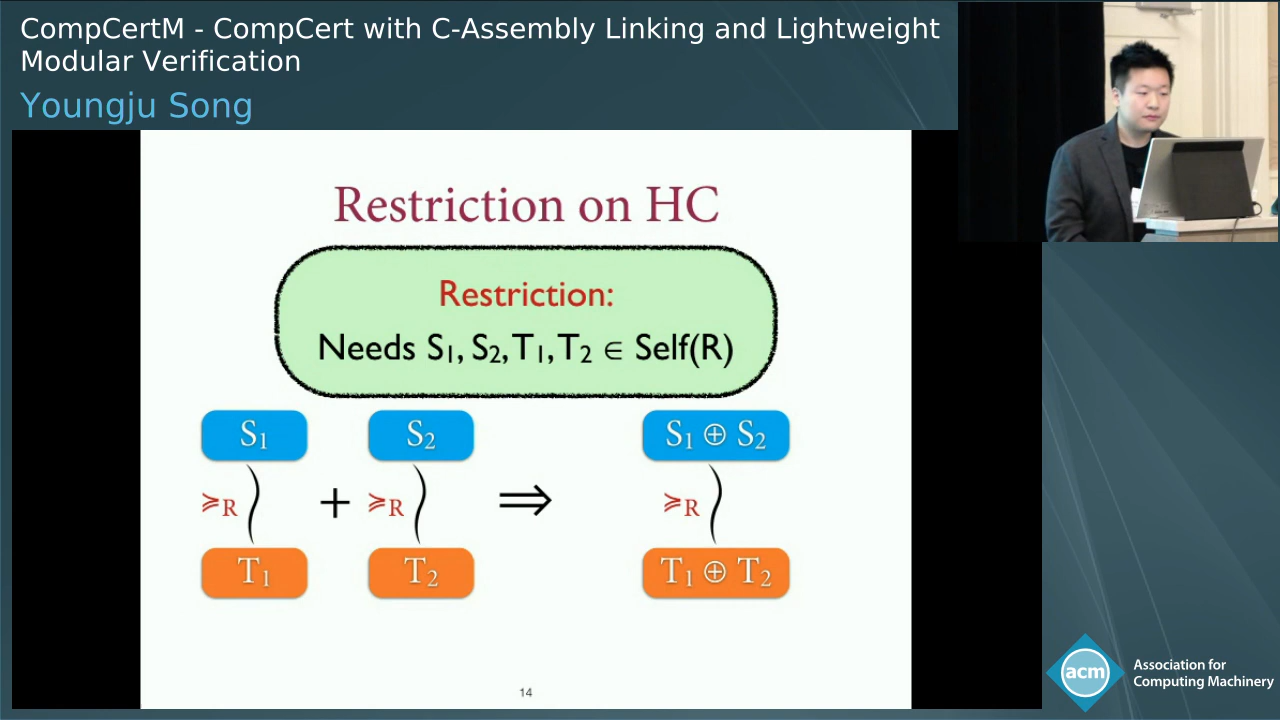 CompCertM - CompCert with C-Assembly Linking and Lightweight
Modular Verification
Youngju Song
Restriction on HC
Restriction:
Needs S₁, S₂, T₁, T₂ ∈ Self(R)
S₁ S₂ S₁ ⊕ S₂
≽R + ≽R ⇒ ≽R
T₁ T₂ T₁ ⊕ T₂
14
acm
Association for
Computing Machinery